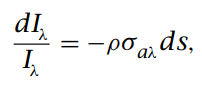 dI_λ / I_λ = −ρσ_{aλ} ds,